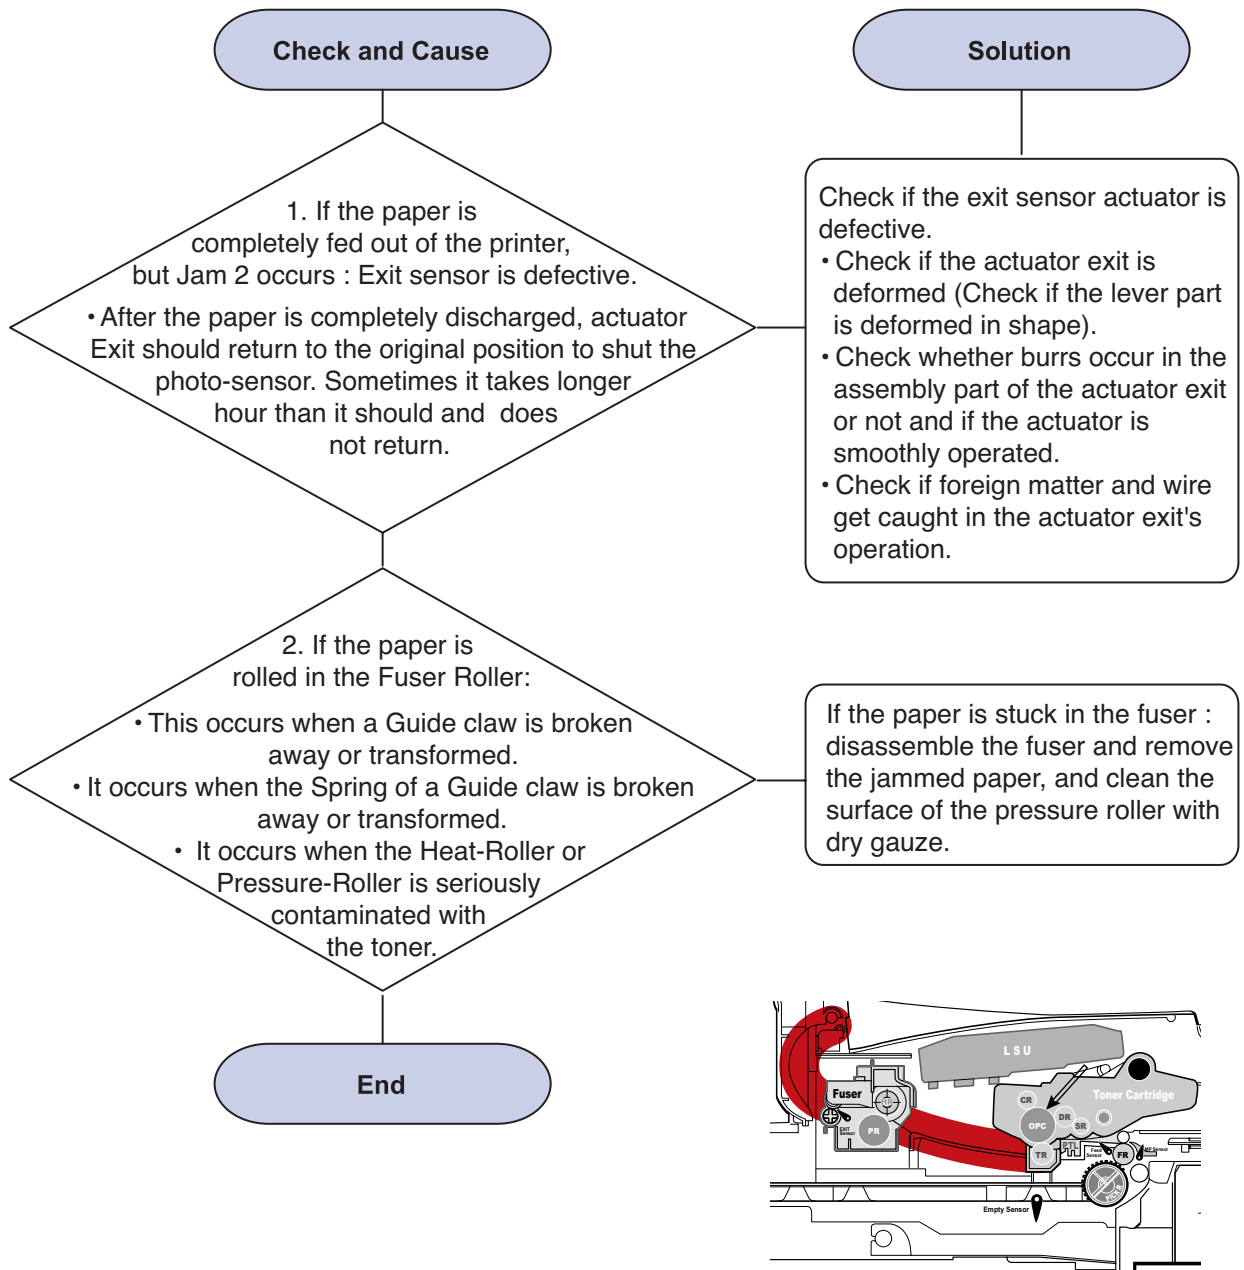 Check and Cause
Solution
1. If the paper is
completely fed out of the printer,
but Jam 2 occurs : Exit sensor is defective.
• After the paper is completely discharged, actuator
Exit should return to the original position to shut the
photo-sensor. Sometimes it takes longer
hour than it should and does
not return.
Check if the exit sensor actuator is
defective.
• Check if the actuator exit is
deformed (Check if the lever part
is deformed in shape).
• Check whether burrs occur in the
assembly part of the actuator exit
or not and if the actuator is
smoothly operated.
• Check if foreign matter and wire
get caught in the actuator exit's
operation.
2. If the paper is
rolled in the Fuser Roller:
• This occurs when a Guide claw is broken
away or transformed.
• It occurs when the Spring of a Guide claw is broken
away or transformed.
• It occurs when the Heat-Roller or
Pressure-Roller is seriously
contaminated with
the toner.
If the paper is stuck in the fuser :
disassemble the fuser and remove
the jammed paper, and clean the
surface of the pressure roller with
dry gauze.
End
LSU
Fuser
EXIT
Sensor
PR
CR
Toner Cartridge
OPC
DR
SR
TR
PTL
Feed
Sensor
FR
MP Sensor
Empty Sensor